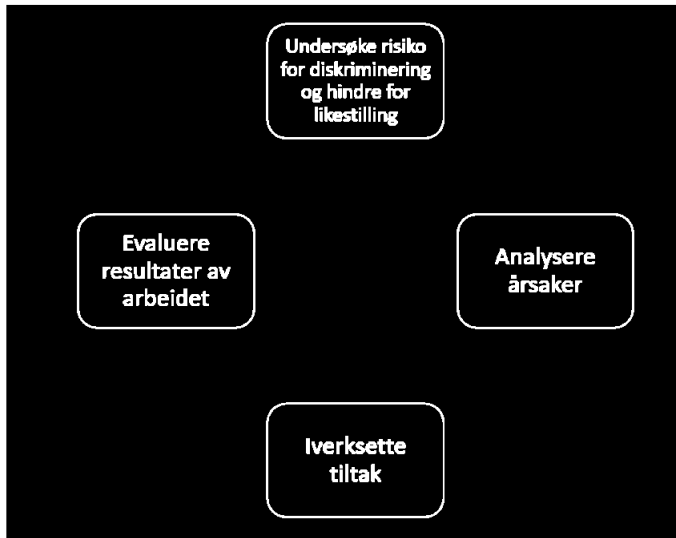 Undersøke risiko
for diskriminering
og hindre for
likestilling
Analysere
årsaker
Iverksette
tiltak
Evaluere
resultater av
arbeidet